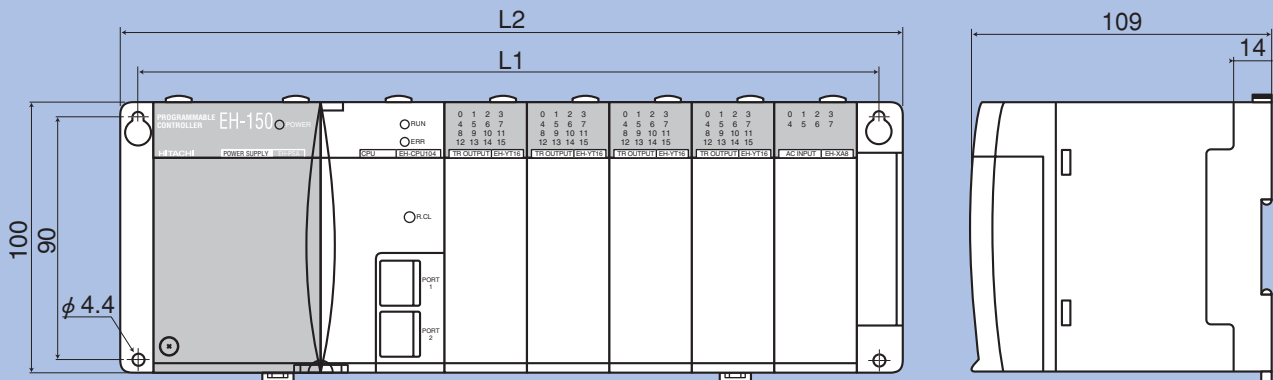 L2
L1
109
14
100
90
φ 4.4
PROGRAMMABLE
CONTROLLER
EH-150
POWER
HITACHI
POWER SUPPLY
RUN
ERR
CPU EH-CPU104
R.CL
PORT
1
PORT
2
0 1 2 3
4 5 6 7
8 9 10 11
12 13 14 15
TR OUTPUT EH-YT16
0 1 2 3
4 5 6 7
8 9 10 11
12 13 14 15
TR OUTPUT EH-YT16
0 1 2 3
4 5 6 7
8 9 10 11
12 13 14 15
TR OUTPUT EH-YT16
0 1 2 3
4 5 6 7
8 9 10 11
12 13 14 15
TR OUTPUT EH-YT16
0 1 2 3
4 5 6 7
AC INPUT EH-XA8